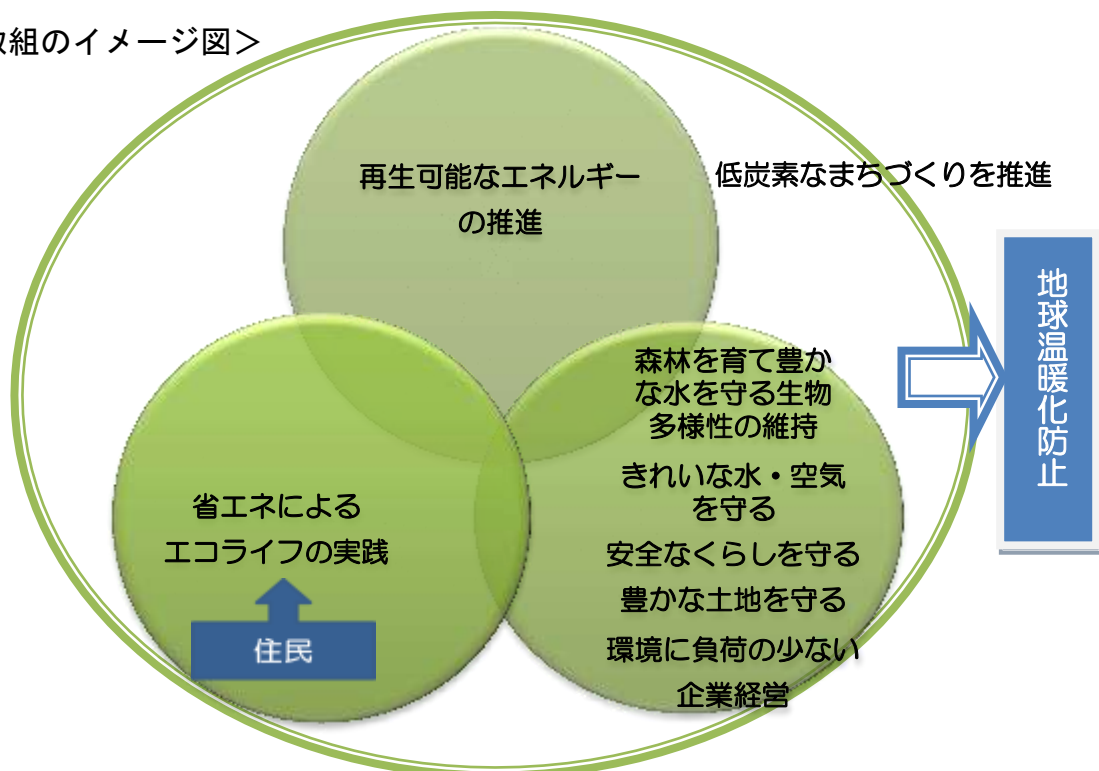 組のイメージ図＞
再生可能なエネルギー
の推進
低炭素なまちづくりを推進
地球温暖化防止
森林を育て豊か
な水を守る生物
多様性の維持
きれいな水・空気
を守る
安全なくらしを守る
豊かな土地を守る
環境に負荷の少ない
企業経営
省エネによる
エコライフの実践
住民